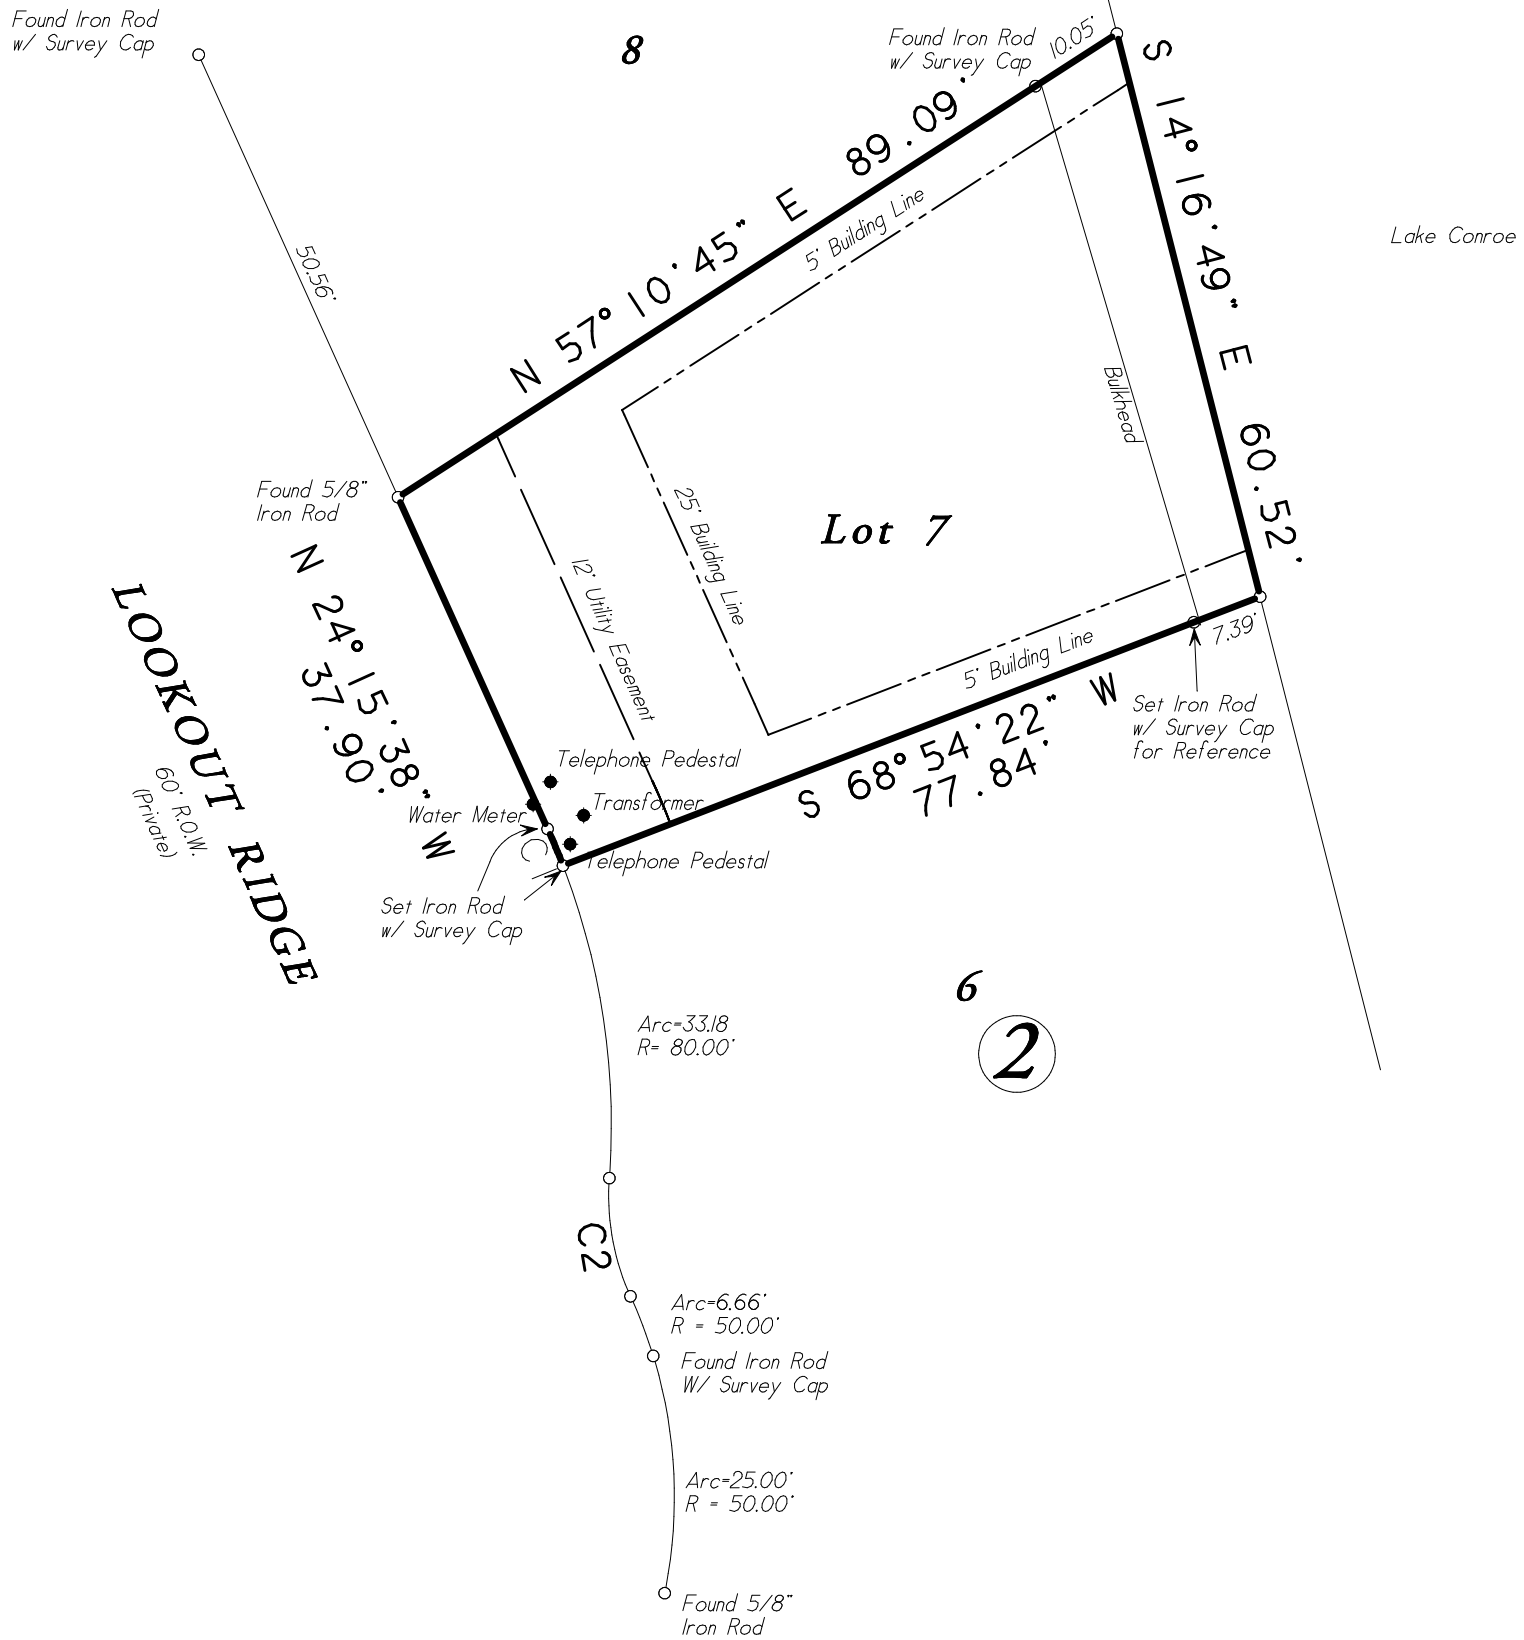 Found Iron Rod
w/ Survey Cap
8
Found Iron Rod
w/ Survey Cap
10.05'
N 57° 10' 45" E 89.09'
S 14° 16' 49" E 60.52'
5' Building Line
Lake Conroe
50.56'
Bulkhead
Found 5/8"
Iron Rod
25' Building Line
Lot 7
12' Utility Easement
N 24° 15' 38" W
37.90'
LOOKOUT RIDGE
60' R.O.W.
(Private)
5' Building Line
7.39'
S 68° 54' 22" W
77.84'
Set Iron Rod
w/ Survey Cap
for Reference
Telephone Pedestal
Transformer
Water Meter
C
Telephone Pedestal
Set Iron Rod
w/ Survey Cap
6
2
Arc=33.18
R= 80.00'
C2
Arc=6.66'
R = 50.00'
Found Iron Rod
W/ Survey Cap
Arc=25.00'
R = 50.00'
Found 5/8"
Iron Rod